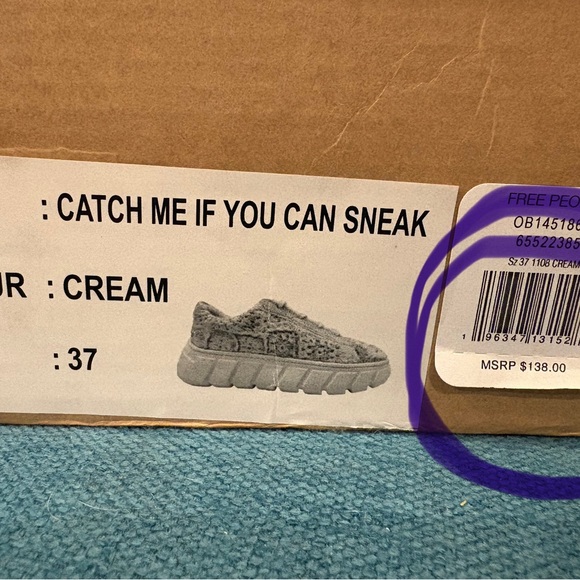 : CATCH ME IF YOU CAN SNEAK
UR : CREAM
: 37
FREE PEO
OB145186
65522385
Sz 37 1108 CREAM
1 96347 13152
MSRP $138.00